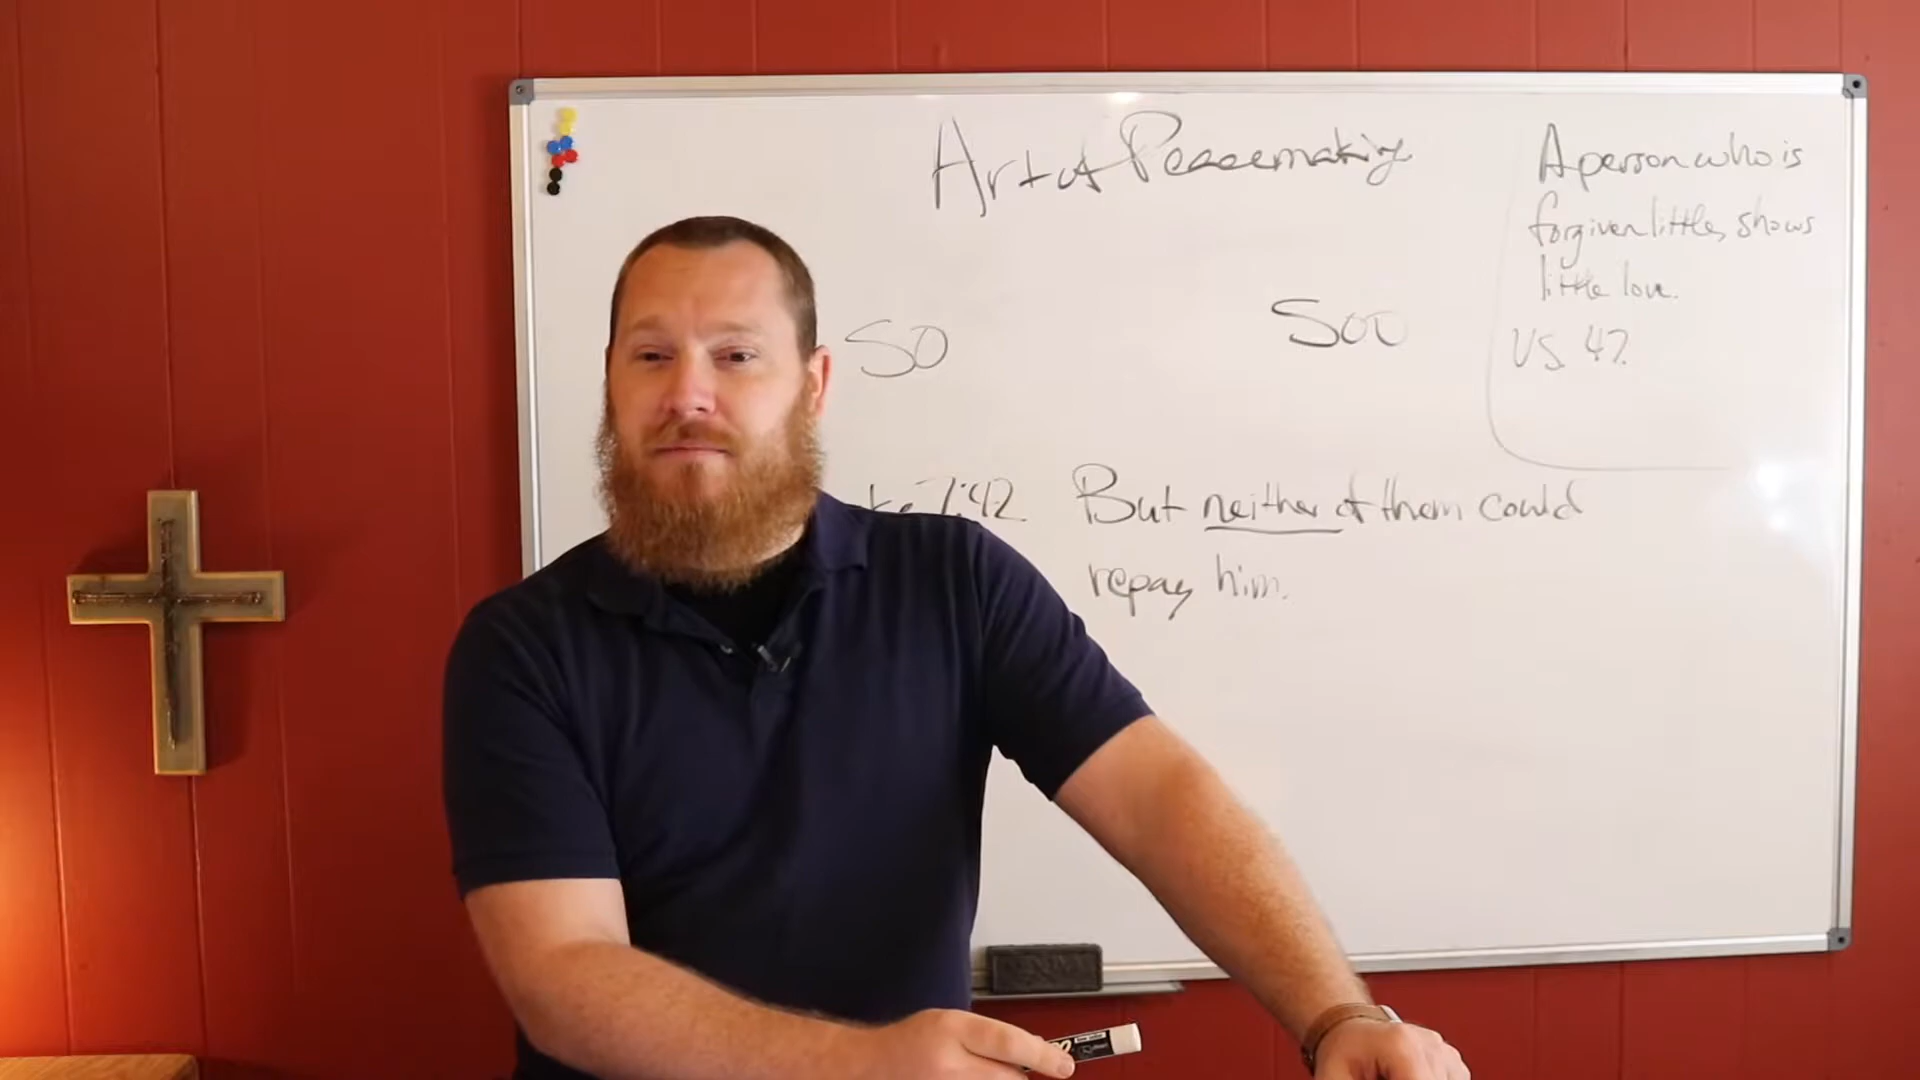 Art of Peacemaking
A person who is
forgiven little, shows
little love.
VS. 47.
50
500
7:42 But neither of them could
repay him.